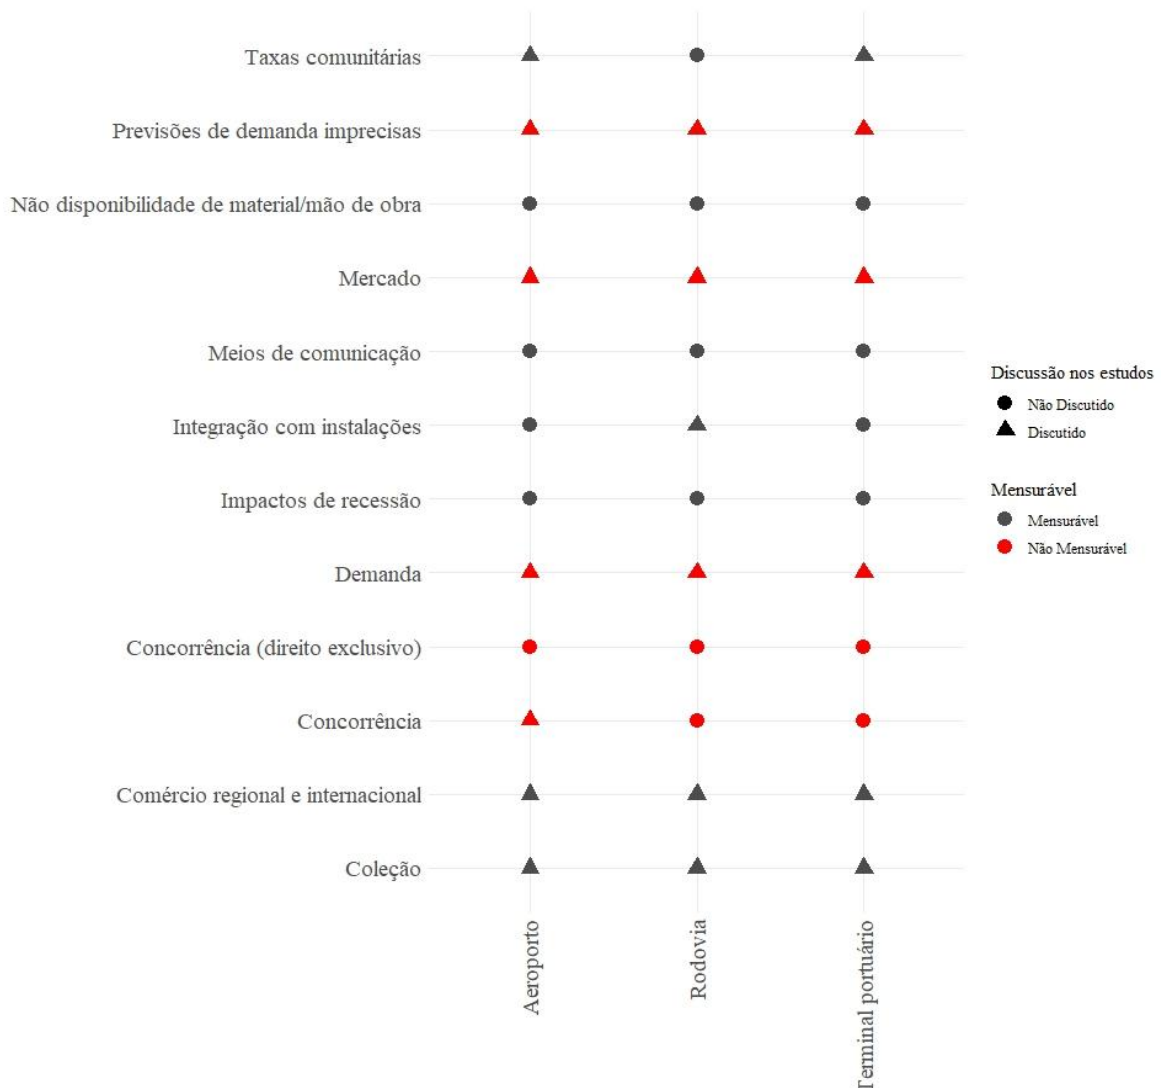 Taxas comunitárias
Previsões de demanda imprecisas
Não disponibilidade de material/mão de obra
Mercado
Meios de comunicação
Integração com instalações
Impactos de recessão
Demanda
Concorrência (direito exclusivo)
Concorrência
Comércio regional e internacional
Coleção
Aeroporto
Rodovia
Terminal portuário
Discussão nos estudos
Não Discutido
Discutido
Mensurável
Mensurável
Não Mensurável